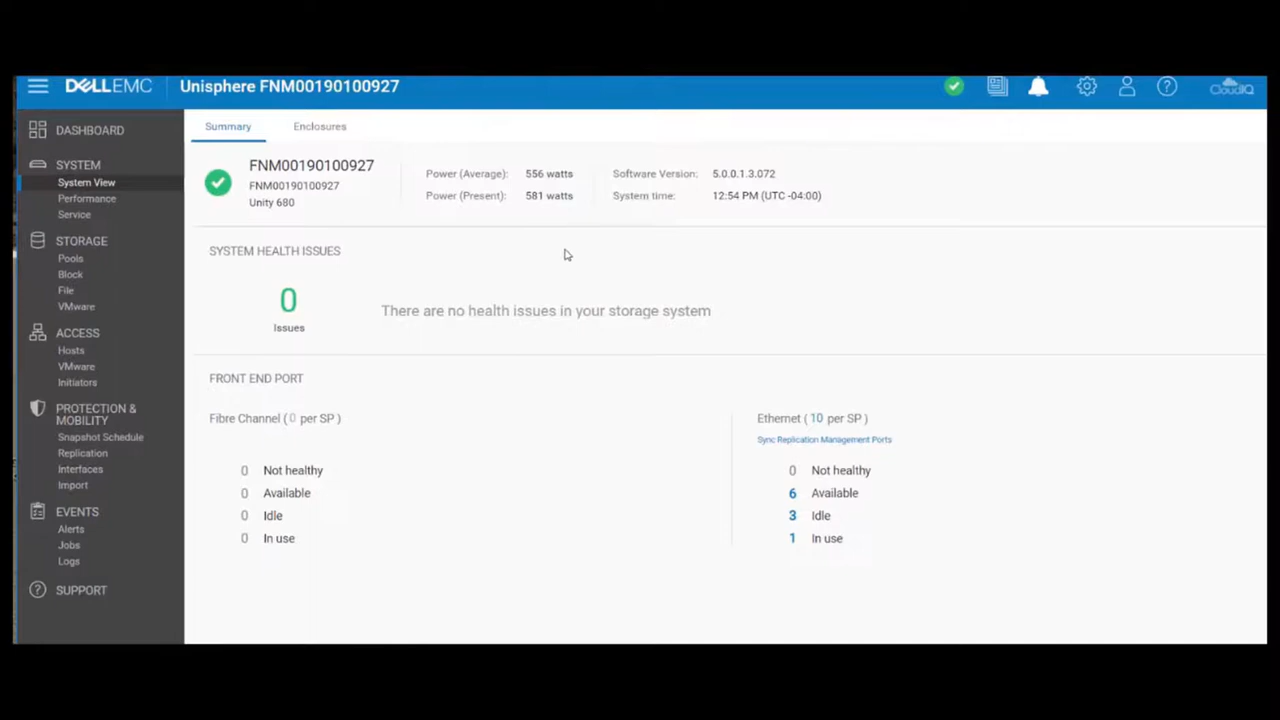 DELLEMC
Unisphere FNM00190100927
CloudIQ
DASHBOARD
SYSTEM
System View
Performance
Service
STORAGE
Pools
Block
File
VMware
ACCESS
Hosts
VMware
Initiators
PROTECTION &
MOBILITY
Snapshot Schedule
Replication
Interfaces
Import
EVENTS
Alerts
Jobs
Logs
SUPPORT
Summary Enclosures
FNM00190100927
FNM00190100927
Unity 680
Power (Average): 556 watts
Power (Present): 581 watts
Software Version: 5.0.0.1.3.072
System time: 12:54 PM (UTC -04:00)
SYSTEM HEALTH ISSUES
0
Issues
There are no health issues in your storage system
FRONT END PORT
Fibre Channel ( 0 per SP )
0 Not healthy
0 Available
0 Idle
0 In use
Ethernet ( 10 per SP )
Sync Replication Management Ports
0 Not healthy
6 Available
3 Idle
1 In use